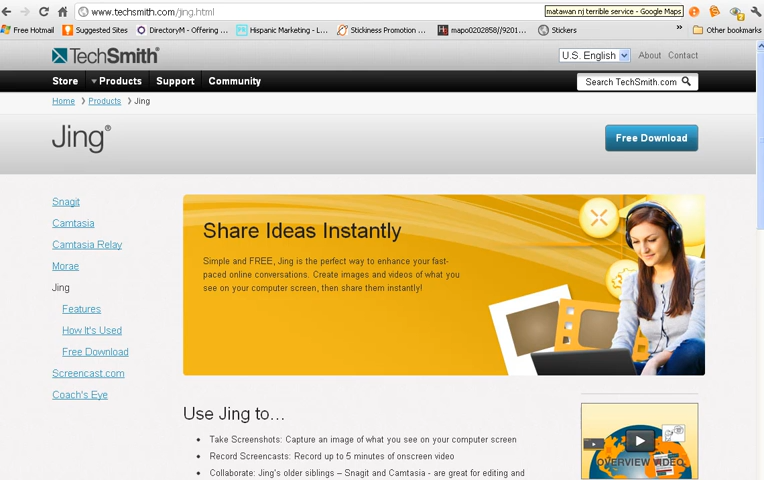 www.techsmith.com/jing.html
matawan nj terrible service - Google Maps
Free Hotmail
Suggested Sites
DirectoryM - Offering ...
Hispanic Marketing - L...
Stickiness Promotion ...
mapo0202858//9201...
Stickers
»
Other bookmarks
TechSmith®
U.S. English
About
Contact
Store
Products
Support
Community
Search TechSmith.com
Home
Products
Jing
Jing®
Free Download
Snagit
Camtasia
Camtasia Relay
Morae
Jing
Features
How It's Used
Free Download
Screencast.com
Coach's Eye
Share Ideas Instantly
Simple and FREE, Jing is the perfect way to enhance your fast-
paced online conversations. Create images and videos of what you
see on your computer screen, then share them instantly!
Use Jing to…
Take Screenshots: Capture an image of what you see on your computer screen
Record Screencasts: Record up to 5 minutes of onscreen video
Collaborate: Jing's older siblings – Snagit and Camtasia - are great for editing and
OVERVIEW VIDEO